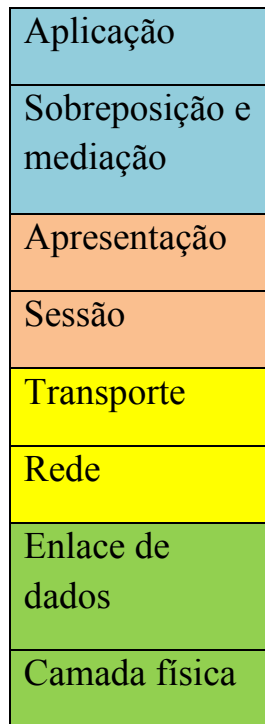 Aplicação
Sobreposição e
mediação
Apresentação
Sessão
Transporte
Rede
Enlace de
dados
Camada física